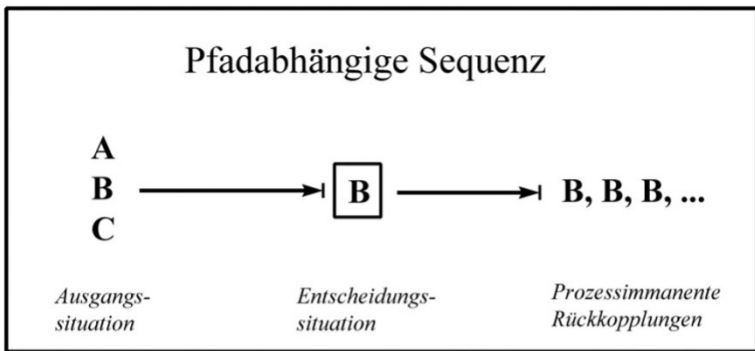 Pfadabhängige Sequenz
A
B
C
B
B, B, B, ...
Ausgangs-
situation
Entscheidungs-
situation
Prozessimmanente
Rückkopplungen